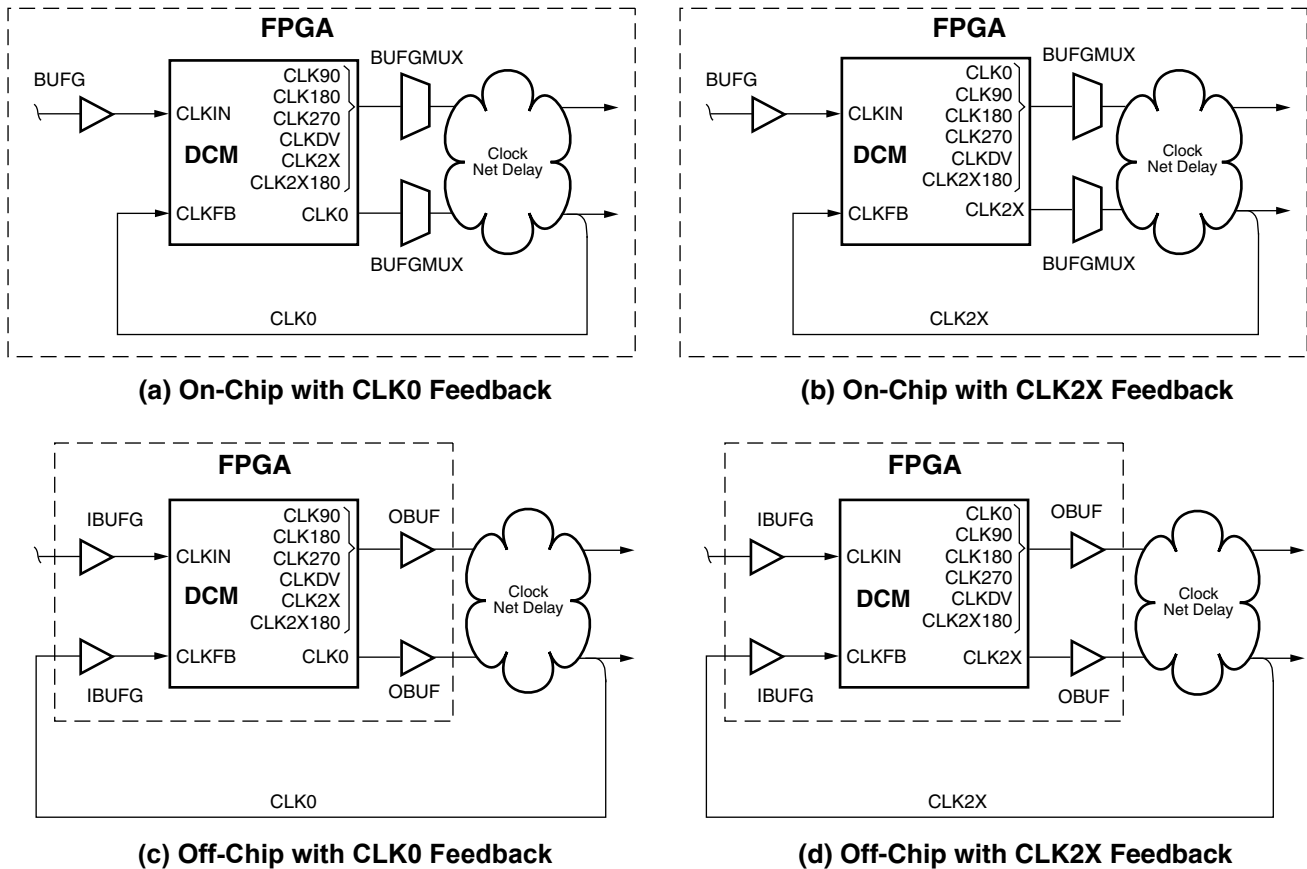 FPGA
BUFG
CLKIN
DCM
CLKFB
CLK90
CLK180
CLK270
CLKDV
CLK2X
CLK2X180
CLK0
BUFGMUX
BUFGMUX
Clock
Net Delay
CLK0
(a) On-Chip with CLK0 Feedback
FPGA
BUFG
CLKIN
DCM
CLKFB
CLK0
CLK90
CLK180
CLK270
CLKDV
CLK2X180
CLK2X
BUFGMUX
BUFGMUX
Clock
Net Delay
CLK2X
(b) On-Chip with CLK2X Feedback
FPGA
IBUFG
IBUFG
CLKIN
DCM
CLKFB
CLK90
CLK180
CLK270
CLKDV
CLK2X
CLK2X180
CLK0
OBUF
OBUF
Clock
Net Delay
CLK0
(c) Off-Chip with CLK0 Feedback
FPGA
IBUFG
IBUFG
CLKIN
DCM
CLKFB
CLK0
CLK90
CLK180
CLK270
CLKDV
CLK2X180
CLK2X
OBUF
OBUF
Clock
Net Delay
CLK2X
(d) Off-Chip with CLK2X Feedback